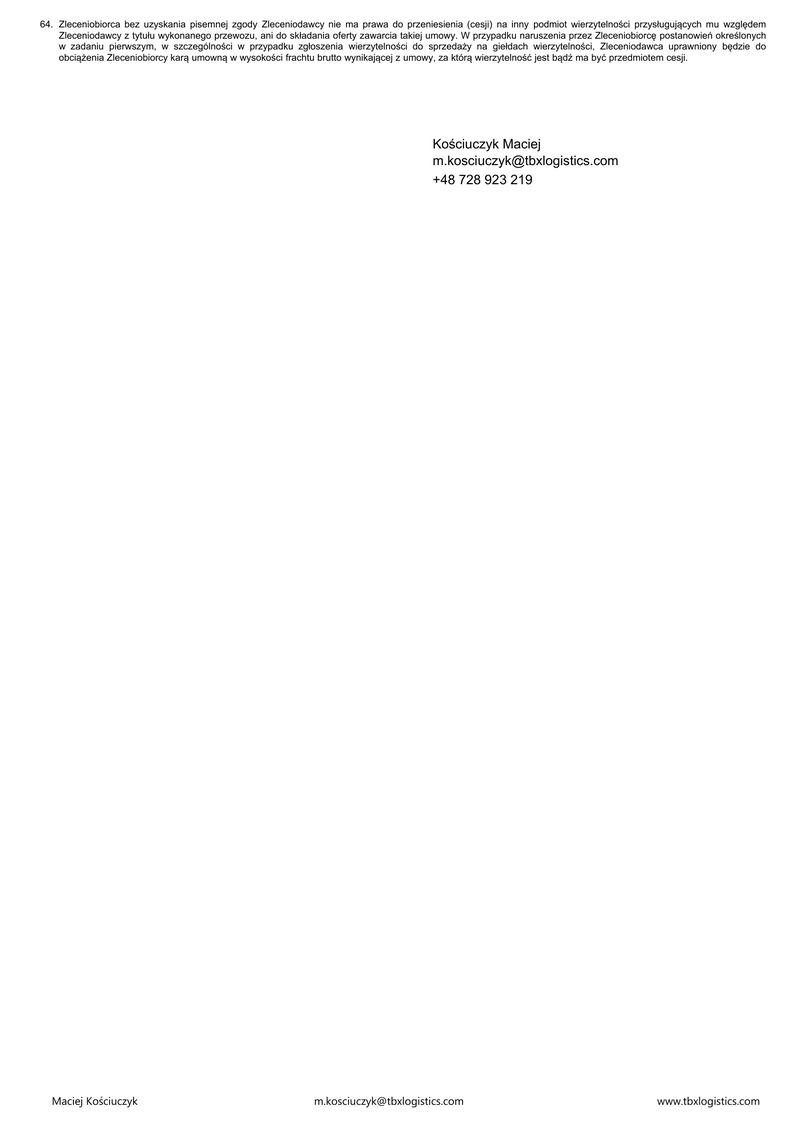 64. Zleceniobiorca bez uzyskania pisemnej zgody Zleceniodawcy nie ma prawa do przeniesienia (cesji) na inny podmiot wierzytelności przysługujących mu względem
Zleceniodawcy z tytułu wykonanego przewozu, ani do składania oferty zawarcia takiej umowy. W przypadku naruszenia przez Zleceniobiorcę postanowień określonych
w zadaniu pierwszym, w szczególności w przypadku zgłoszenia wierzytelności do sprzedaży na giełdach wierzytelności, Zleceniodawca uprawniony będzie do
obciążenia Zleceniobiorcy karą umowną w wysokości frachtu brutto wynikającej z umowy, za którą wierzytelność jest bądź ma być przedmiotem cesji.
Kościuczyk Maciej
m.kosciuczyk@tbxlogistics.com
+48 728 923 219
Maciej Kościuczyk m.kosciuczyk@tbxlogistics.com www.tbxlogistics.com